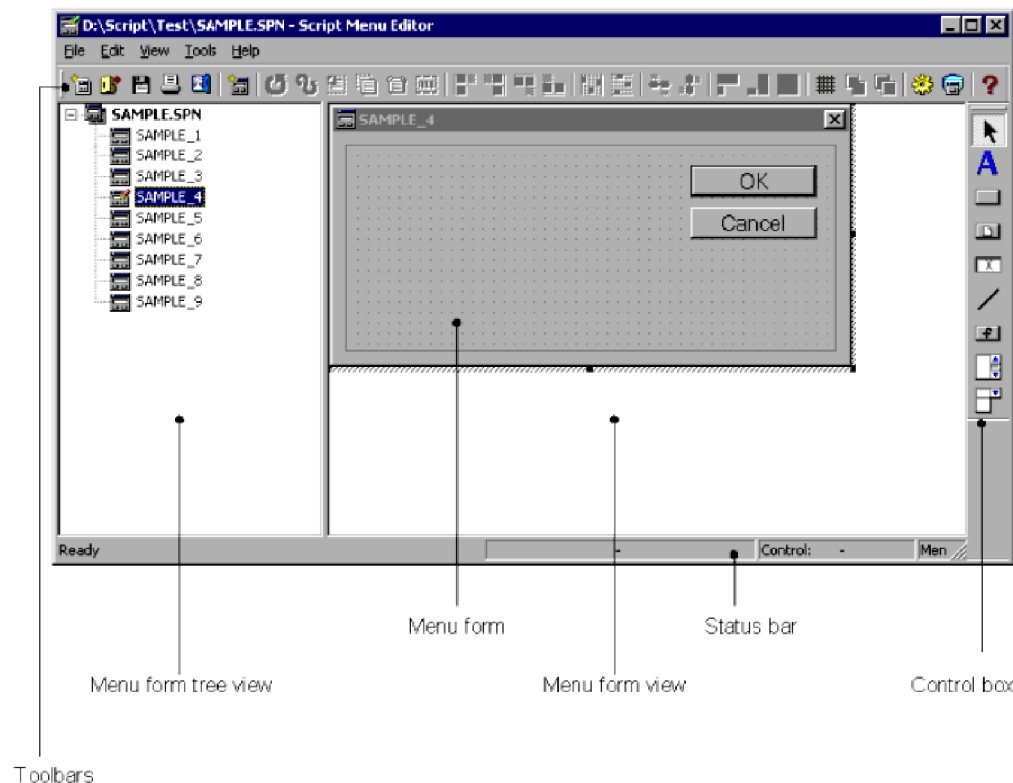 D:\Script\Test\SAMPLE.SPN - Script Menu Editor
File Edit View Tools Help
SAMPLE.SPN
SAMPLE_1
SAMPLE_2
SAMPLE_3
SAMPLE_4
SAMPLE_5
SAMPLE_6
SAMPLE_7
SAMPLE_8
SAMPLE_9
SAMPLE_4
OK
Cancel
A
Ready
-
Control: -
Men
Menu form
Status bar
Menu form tree view
Menu form view
Control box
Toolbars